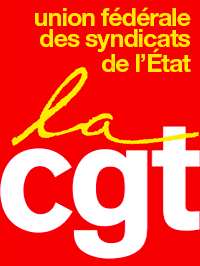 union fédérale
des syndicats
de l'État
la
cgt